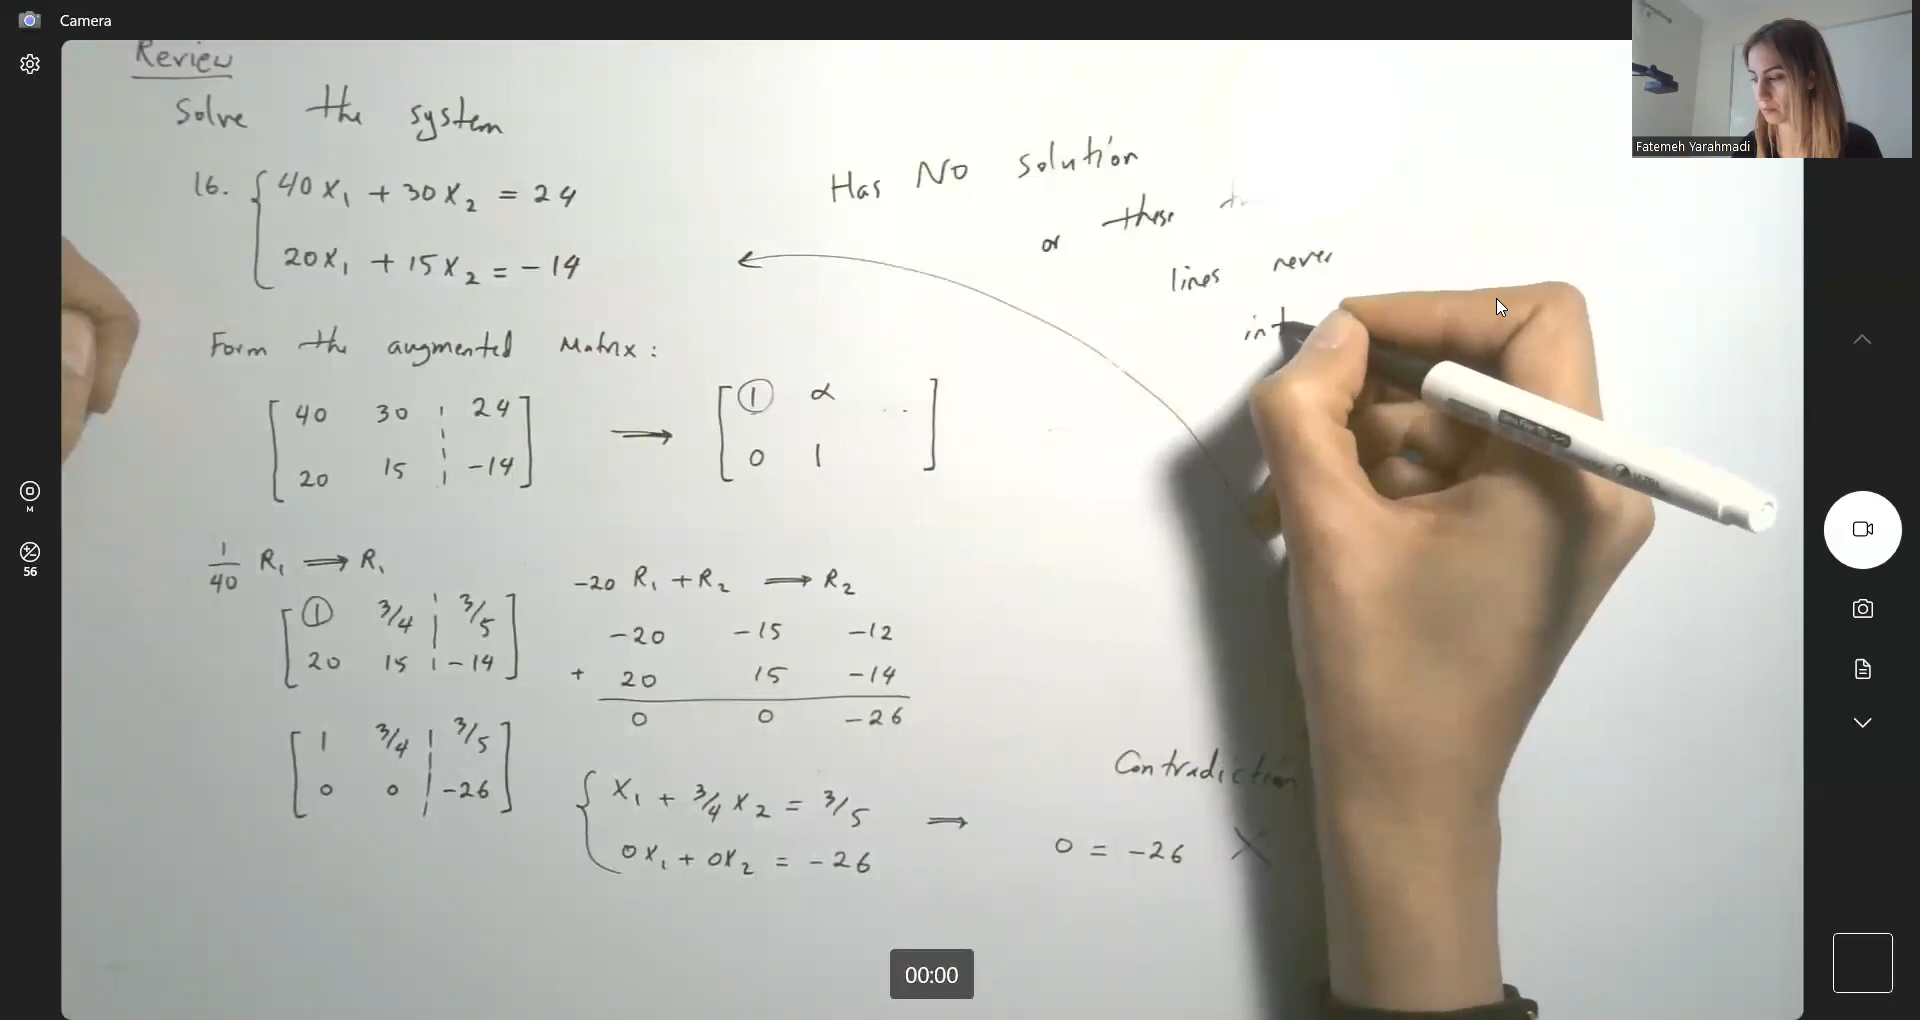 Camera
Review
Solve the system
16. { 40x₁ + 30x₂ = 24
20x₁ + 15x₂ = -14
Has No solution
or these
lines never
int
Form the augmented Matrix:
[ 40 30 ¦ 24 ]
[ 20 15 ¦ -14 ]
⟶
[ ① α .. ]
[ 0 1 ]
1/40 R₁ ⟶ R₁
[ ① 3/4 ¦ 3/5 ]
[ 20 15 ¦ -14 ]
[ 1 3/4 ¦ 3/5 ]
[ 0 0 ¦ -26 ]
-20 R₁ + R₂ ⟶ R₂
-20 -15 -12
+ 20 15 -14
0 0 -26
{ x₁ + 3/4 x₂ = 3/5
0x₁ + 0x₂ = -26
⟶
Contradiction
0 = -26 X
Fatemeh Yarahmadi
M
56
00:00